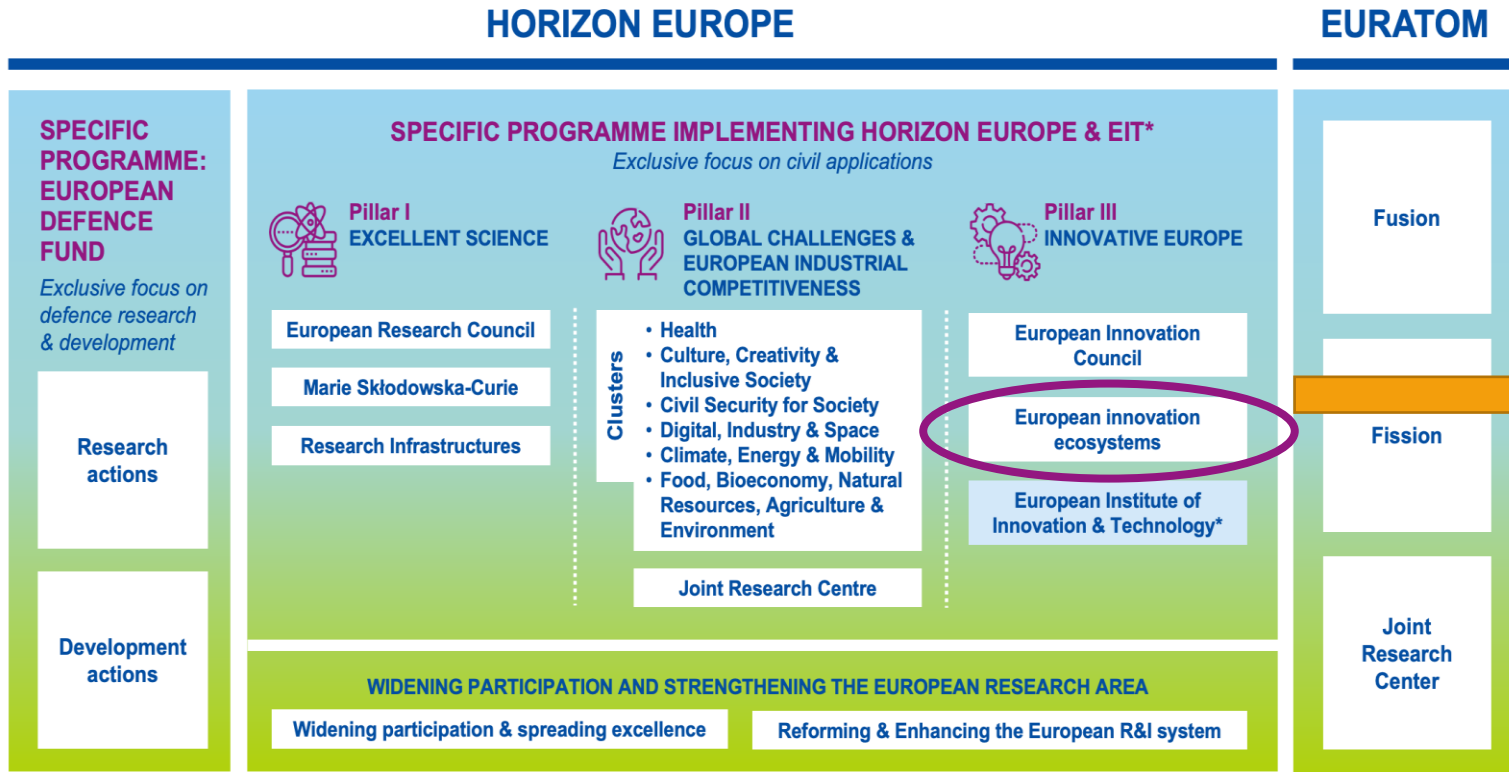 HORIZON EUROPE
EURATOM
SPECIFIC
PROGRAMME:
EUROPEAN
DEFENCE
FUND
Exclusive focus on
defence research
& development
Research
actions
Development
actions
SPECIFIC PROGRAMME IMPLEMENTING HORIZON EUROPE & EIT*
Exclusive focus on civil applications
Pillar I
EXCELLENT SCIENCE
European Research Council
Marie Skłodowska-Curie
Research Infrastructures
Pillar II
GLOBAL CHALLENGES &
EUROPEAN INDUSTRIAL
COMPETITIVENESS
Clusters
• Health
• Culture, Creativity &
Inclusive Society
• Civil Security for Society
• Digital, Industry & Space
• Climate, Energy & Mobility
• Food, Bioeconomy, Natural
Resources, Agriculture &
Environment
Joint Research Centre
Pillar III
INNOVATIVE EUROPE
European Innovation
Council
European innovation
ecosystems
European Institute of
Innovation & Technology*
WIDENING PARTICIPATION AND STRENGTHENING THE EUROPEAN RESEARCH AREA
Widening participation & spreading excellence
Reforming & Enhancing the European R&I system
Fusion
Fission
Joint
Research
Center